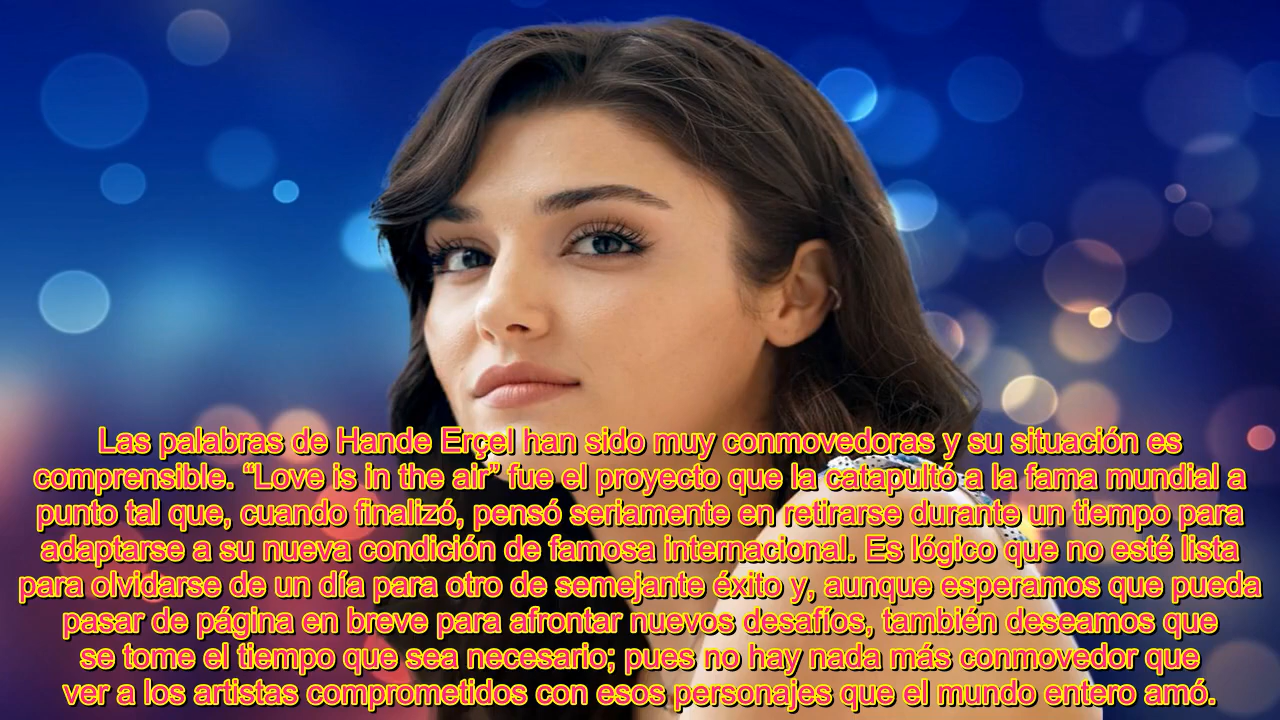 Las palabras de Hande Erçel han sido muy conmovedoras y su situación es
comprensible. “Love is in the air” fue el proyecto que la catapultó a la fama mundial a
punto tal que, cuando finalizó, pensó seriamente en retirarse durante un tiempo para
adaptarse a su nueva condición de famosa internacional. Es lógico que no esté lista
para olvidarse de un día para otro de semejante éxito y, aunque esperamos que pueda
pasar de página en breve para afrontar nuevos desafíos, también deseamos que
se tome el tiempo que sea necesario; pues no hay nada más conmovedor que
ver a los artistas comprometidos con esos personajes que el mundo entero amó.